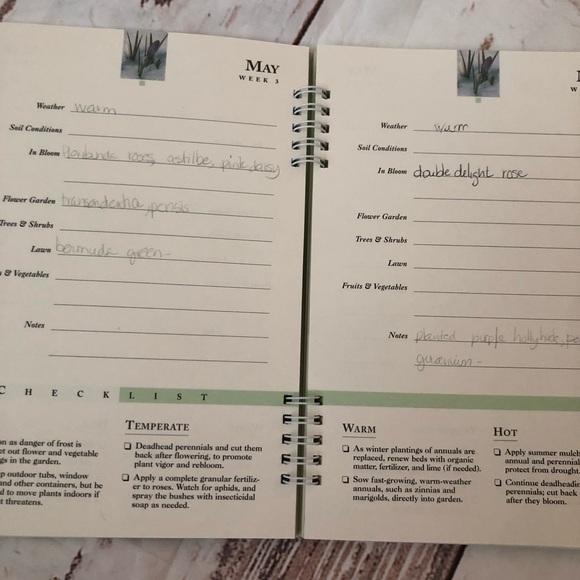 MAY
WEEK 3
Weather warm
Soil Conditions
In Bloom roses, astilbe, pink daisy
Flower Garden
Trees & Shrubs
Lawn bermuda green-
& Vegetables
Notes
C H E C K L I S T
on as danger of frost is
et out flower and vegetable
gs in the garden.
p outdoor tubs, window
and other containers, but be
d to move plants indoors if
t threatens.
TEMPERATE
❑ Deadhead perennials and cut them
back after flowering, to promote
plant vigor and rebloom.
❑ Apply a complete granular fertiliz-
er to roses. Watch for aphids, and
spray the bushes with insecticidal
soap as needed.
Weather warm
Soil Conditions
In Bloom double delight rose
Flower Garden
Trees & Shrubs
Lawn
Fruits & Vegetables
Notes planted purple
geranium -
WARM
❑ As winter plantings of annuals are
replaced, renew beds with organic
matter, fertilizer, and lime (if needed).
❑ Sow fast-growing, warm-weather
annuals, such as zinnias and
marigolds, directly into garden.
HOT
❑ Apply summer mulch
annual and perennia
protect from drought.
❑ Continue deadheadin
perennials; cut back
after they bloom.